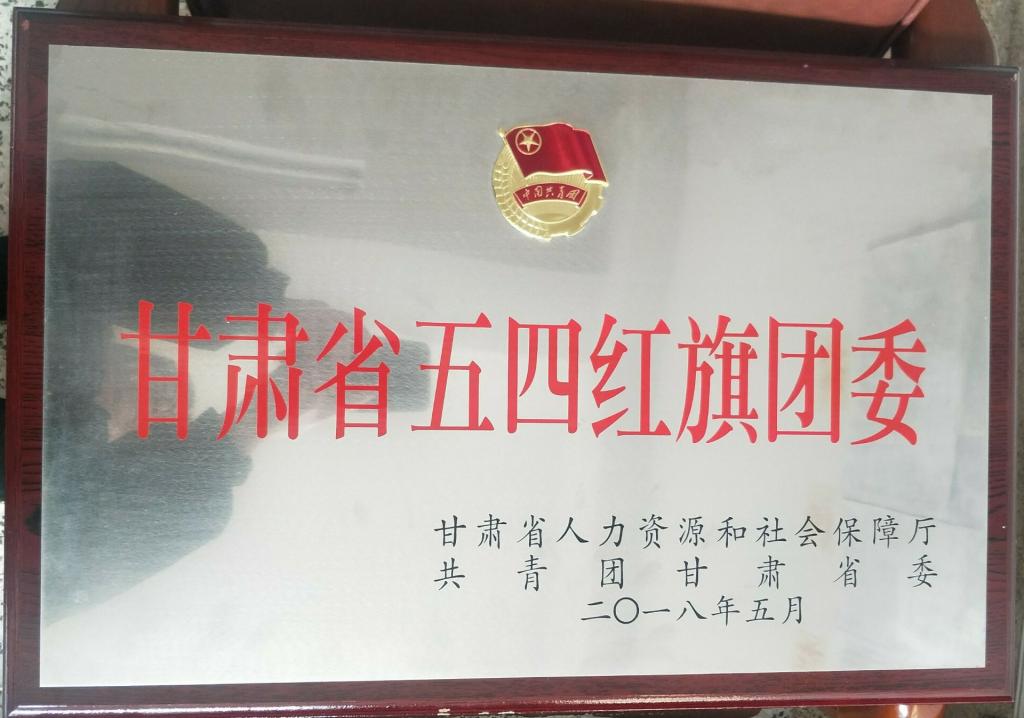 中国共青团
甘肃省五四红旗团委
甘肃省人力资源和社会保障厅
共青团甘肃省委
二〇一八年五月